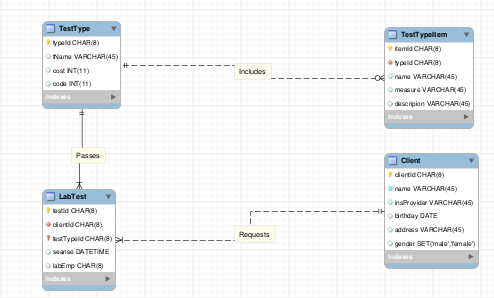 TestType
typeId CHAR(8)
tName VARCHAR(45)
cost INT(11)
code INT(11)
Indexes
Includes
TestTypeItem
itemId CHAR(8)
typeId CHAR(8)
name VARCHAR(45)
measure VARCHAR(45)
descripion VARCHAR(45)
Indexes
Passes
LabTest
testId CHAR(8)
clientId CHAR(8)
testTypeId CHAR(8)
seanse DATETIME
labEmp CHAR(8)
Indexes
Requests
Client
clientId CHAR(8)
name VARCHAR(45)
insProvider VARCHAR(45)
birthday DATE
address VARCHAR(45)
gender SET('male','female')
Indexes